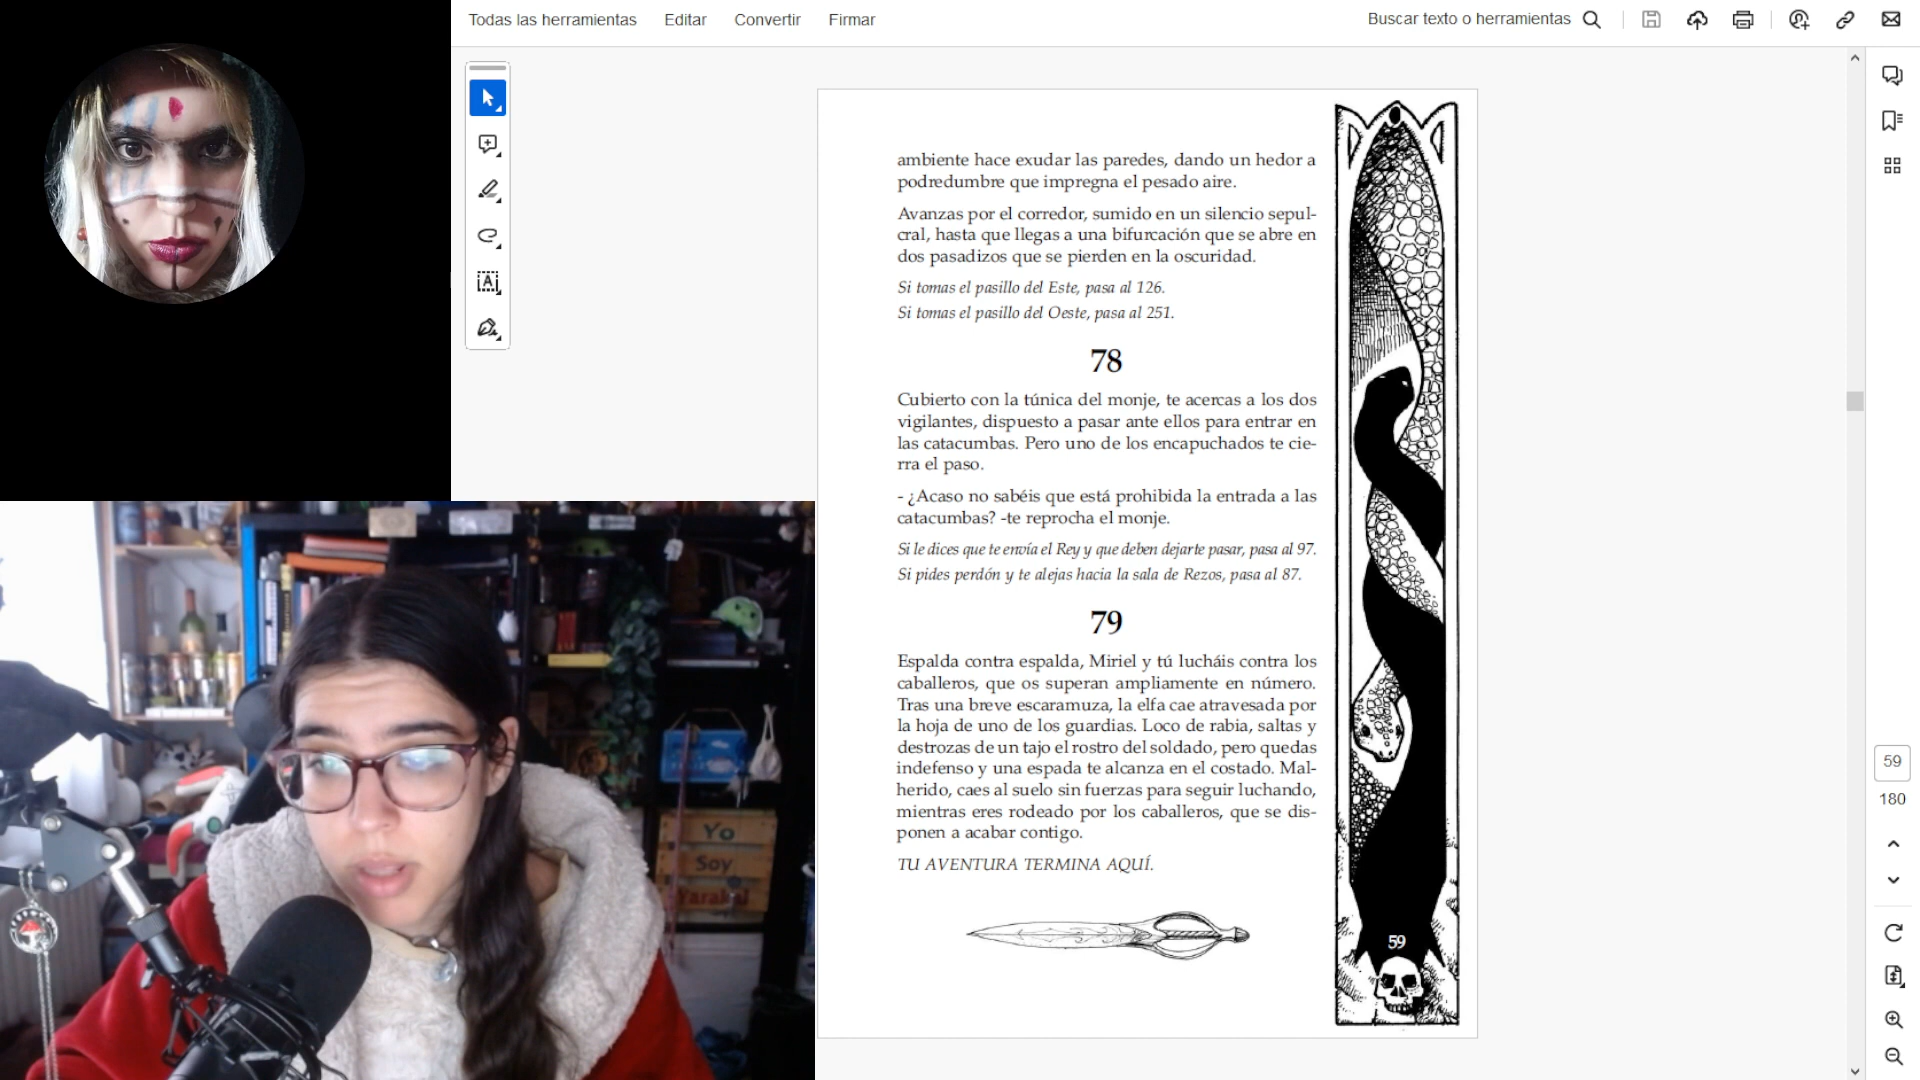 Todas las herramientas
Editar
Convertir
Firmar
Buscar texto o herramientas
ambiente hace exudar las paredes, dando un hedor a
podredumbre que impregna el pesado aire.
Avanzas por el corredor, sumido en un silencio sepul-
cral, hasta que llegas a una bifurcación que se abre en
dos pasadizos que se pierden en la oscuridad.
Si tomas el pasillo del Este, pasa al 126.
Si tomas el pasillo del Oeste, pasa al 251.
78
Cubierto con la túnica del monje, te acercas a los dos
vigilantes, dispuesto a pasar ante ellos para entrar en
las catacumbas. Pero uno de los encapuchados te cie-
rra el paso.
- ¿Acaso no sabéis que está prohibida la entrada a las
catacumbas? -te reprocha el monje.
Si le dices que te envía el Rey y que deben dejarte pasar, pasa al 97.
Si pides perdón y te alejas hacia la sala de Rezos, pasa al 87.
79
Espalda contra espalda, Miriel y tú lucháis contra los
caballeros, que os superan ampliamente en número.
Tras una breve escaramuza, la elfa cae atravesada por
la hoja de uno de los guardias. Loco de rabia, saltas y
destrozas de un tajo el rostro del soldado, pero quedas
indefenso y una espada te alcanza en el costado. Mal-
herido, caes al suelo sin fuerzas para seguir luchando,
mientras eres rodeado por los caballeros, que se dis-
ponen a acabar contigo.
TU AVENTURA TERMINA AQUÍ.
59
59
180
Yo
Soy
Yarakal